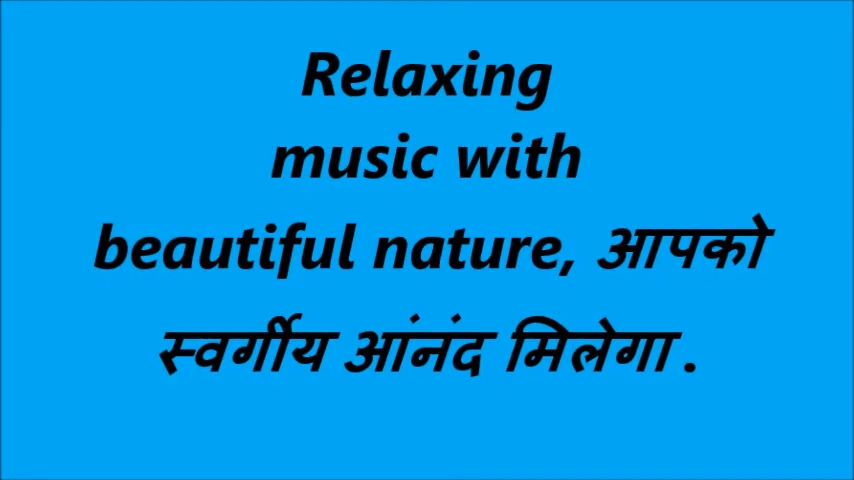 Relaxing
music with
beautiful nature, आपको
स्वर्गीय आंनंद मिलेगा .